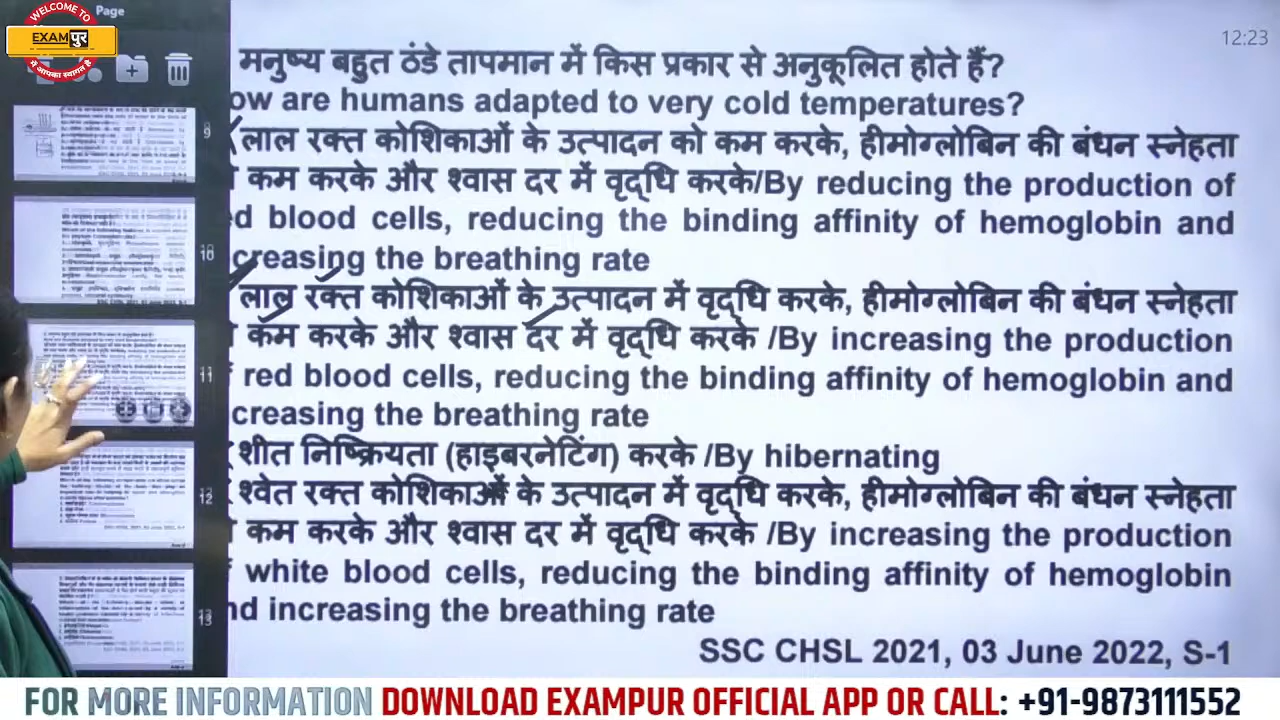 Page
WELCOME TO
EXAMपुर
में आपका स्वागत है
12:23
मनुष्य बहुत ठंडे तापमान में किस प्रकार से अनुकूलित होते हैं?
ow are humans adapted to very cold temperatures?
लाल रक्त कोशिकाओं के उत्पादन को कम करके, हीमोग्लोबिन की बंधन स्नेहता
कम करके और श्वास दर में वृद्धि करके/By reducing the production of
ed blood cells, reducing the binding affinity of hemoglobin and
creasing the breathing rate
लाल रक्त कोशिकाओं के उत्पादन में वृद्धि करके, हीमोग्लोबिन की बंधन स्नेहता
कम करके और श्वास दर में वृद्धि करके /By increasing the production
red blood cells, reducing the binding affinity of hemoglobin and
creasing the breathing rate
शीत निष्क्रियता (हाइबरनेटिंग) करके /By hibernating
श्वेत रक्त कोशिकाओं के उत्पादन में वृद्धि करके, हीमोग्लोबिन की बंधन स्नेहता
कम करके और श्वास दर में वृद्धि करके /By increasing the production
f white blood cells, reducing the binding affinity of hemoglobin
nd increasing the breathing rate
SSC CHSL 2021, 03 June 2022, S-1
9
10
11
12
13
FOR MORE INFORMATION DOWNLOAD EXAMPUR OFFICIAL APP OR CALL: +91-9873111552